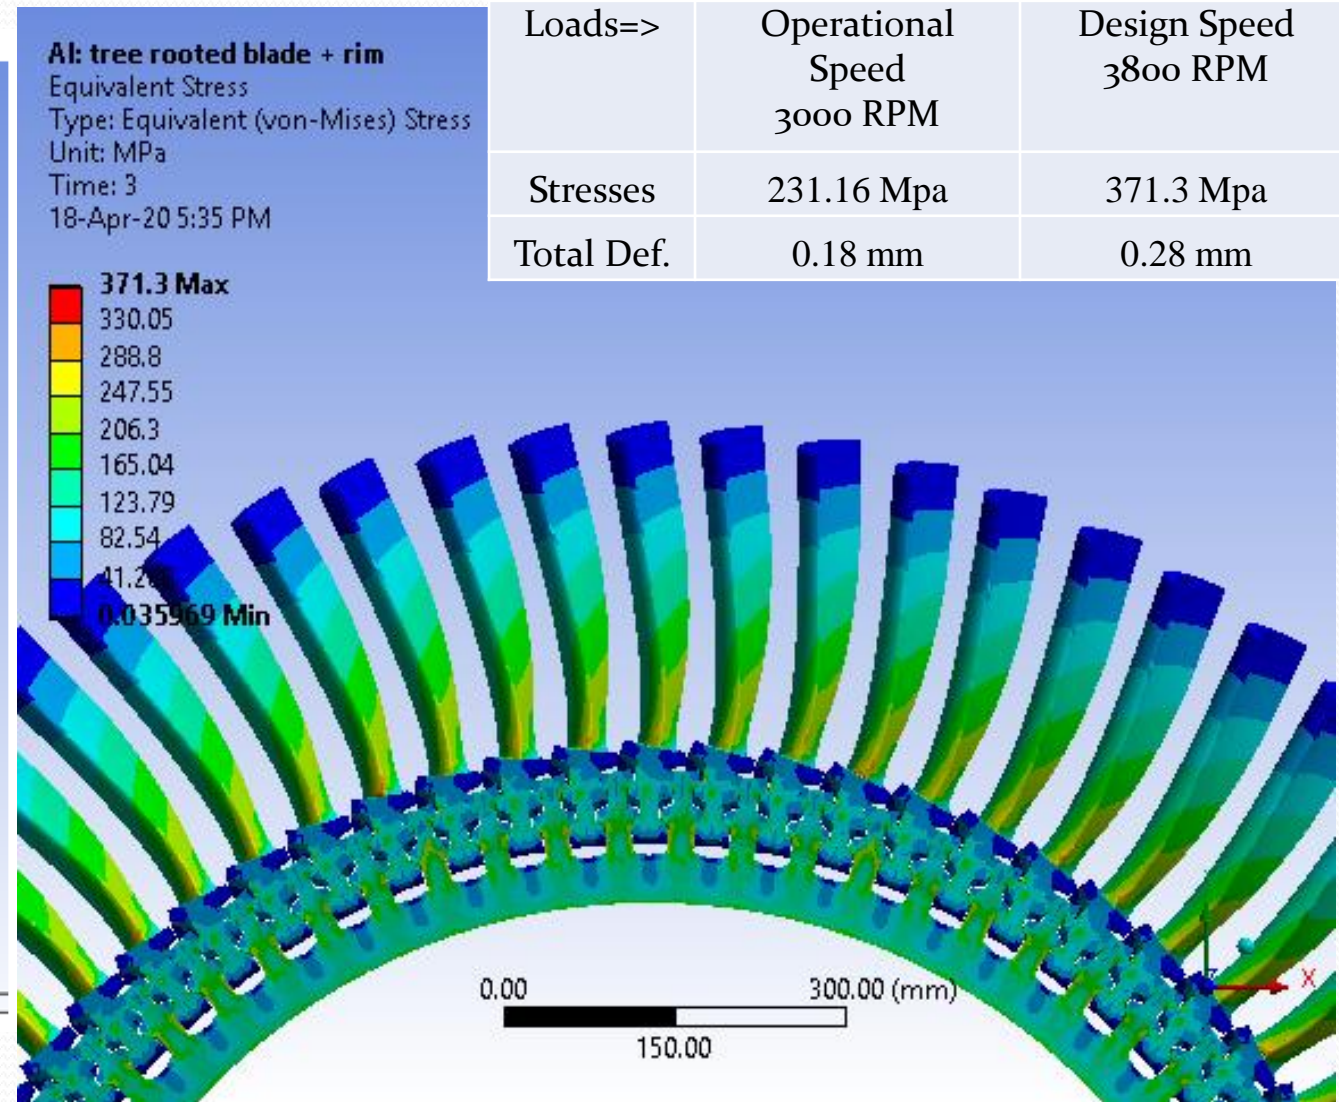 AI: tree rooted blade + rim
Equivalent Stress
Type: Equivalent (von-Mises) Stress
Unit: MPa
Time: 3
18-Apr-20 5:35 PM
Loads=> Operational Speed 3000 RPM Design Speed 3800 RPM
Stresses 231.16 Mpa 371.3 Mpa
Total Def. 0.18 mm 0.28 mm
371.3 Max
330.05
288.8
247.55
206.3
165.04
123.79
82.54
0.035969 Min
0.00 300.00 (mm)
150.00
X